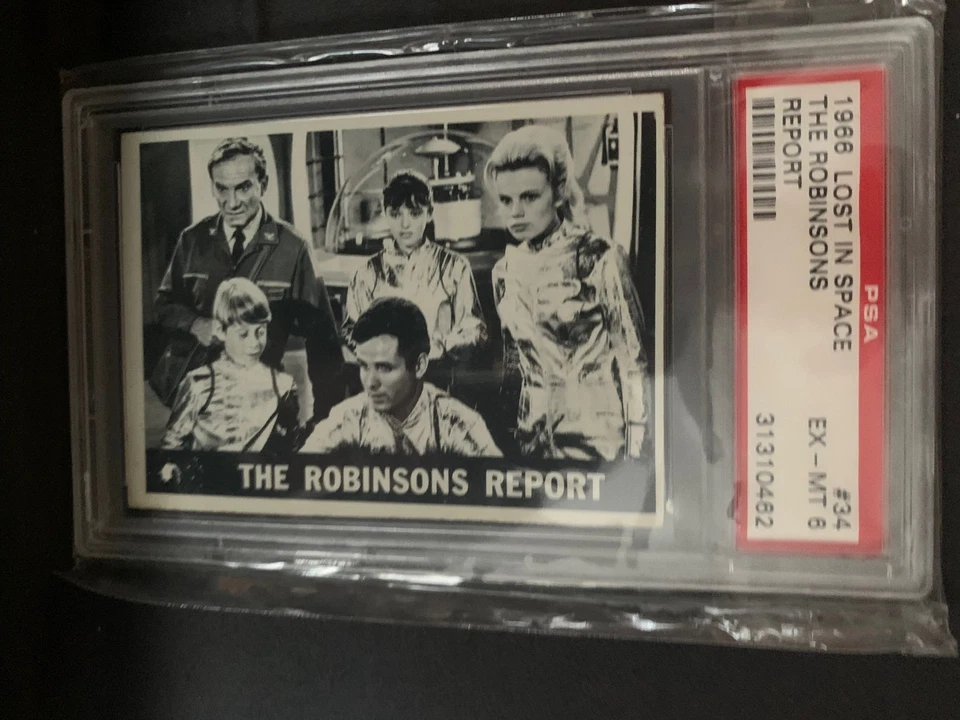 PSA
1966 LOST IN SPACE #34
THE ROBINSONS EX-MT 6
REPORT 31310462
THE ROBINSONS REPORT